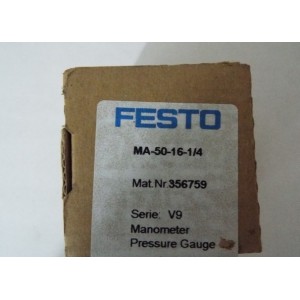 FESTO
MA-50-16-1/4
Mat.Nr.356759
Serie: V9
Manometer
Pressure Gauge